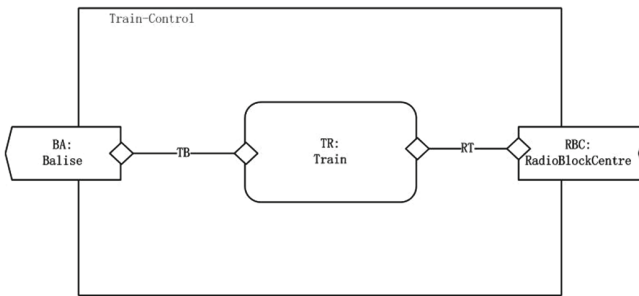 Train-Control
BA:
Balise
TB
TR:
Train
RT
RBC:
RadioBlockCentre